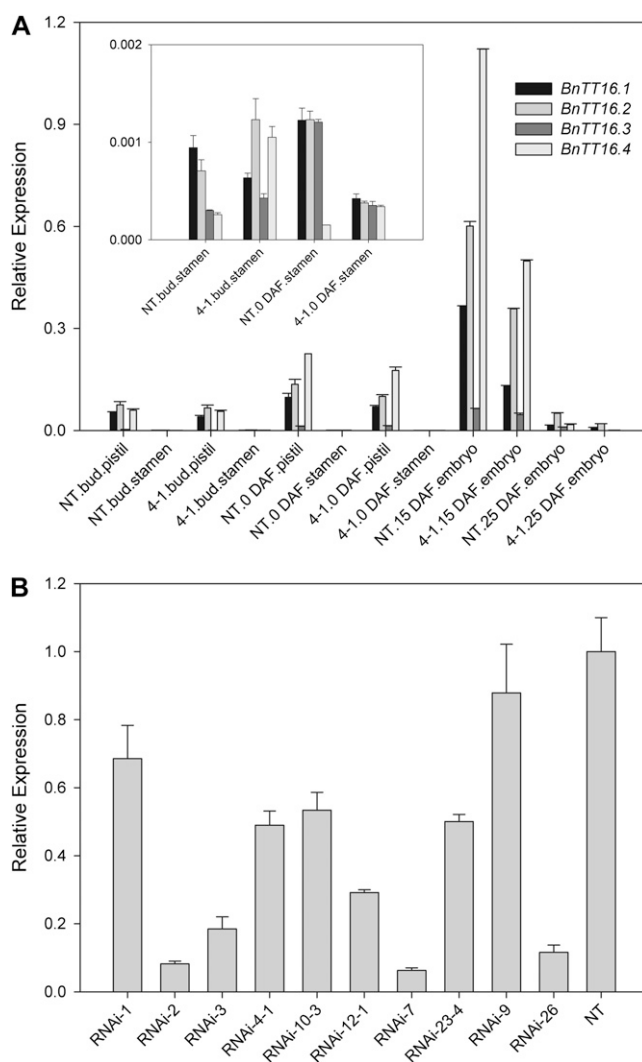 A
Relative Expression
1.2
0.9
0.6
0.3
0.0
0.002
0.001
0.000
NT.bud.stamen
4-1.bud.stamen
NT.0 DAF.stamen
4-1.0 DAF.stamen
BnTT16.1
BnTT16.2
BnTT16.3
BnTT16.4
NT.bud.pistil
NT.bud.stamen
4-1.bud.pistil
4-1.bud.stamen
NT.0 DAF.pistil
NT.0 DAF.stamen
4-1.0 DAF.pistil
4-1.0 DAF.stamen
NT.15 DAF.embryo
4-1.15 DAF.embryo
NT.25 DAF.embryo
4-1.25 DAF.embryo
B
Relative Expression
1.2
1.0
0.8
0.6
0.4
0.2
0.0
RNAi-1
RNAi-2
RNAi-3
RNAi-4-1
RNAi-10-3
RNAi-12-1
RNAi-7
RNAi-23-4
RNAi-9
RNAi-26
NT